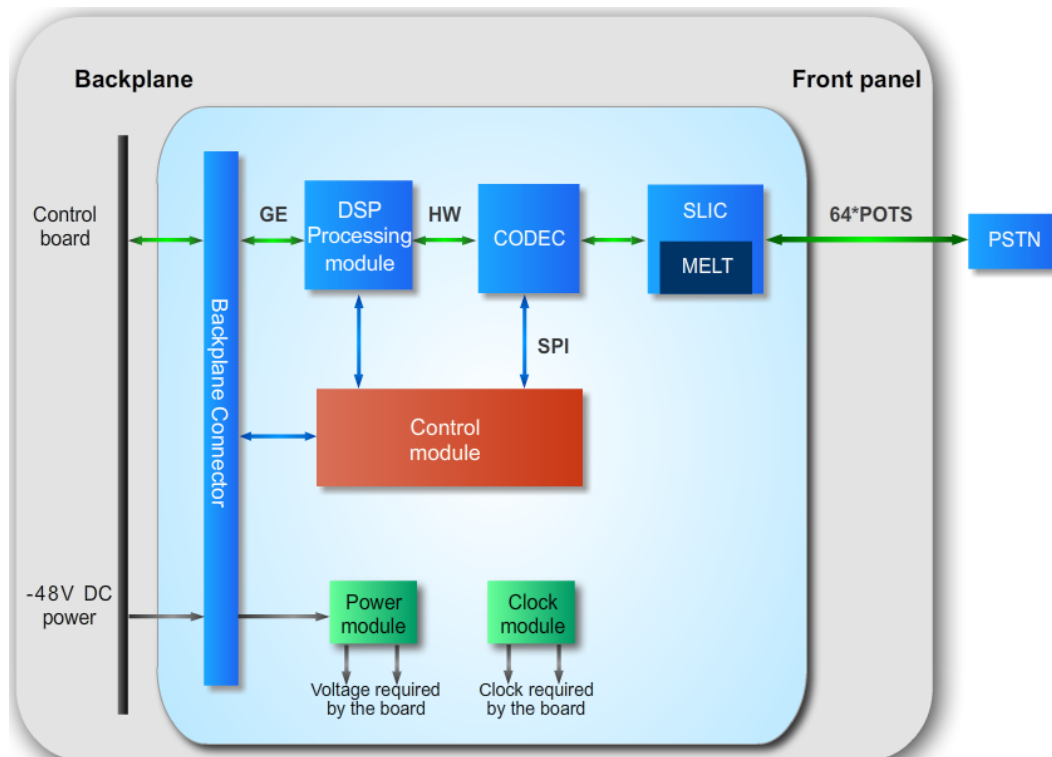 Backplane
Front panel
Control
board
GE
DSP
Processing
module
HW
CODEC
SLIC
MELT
64*POTS
PSTN
SPI
Backplane Connector
Control
module
-48V DC
power
Power
module
Clock
module
Voltage required
by the board
Clock required
by the board